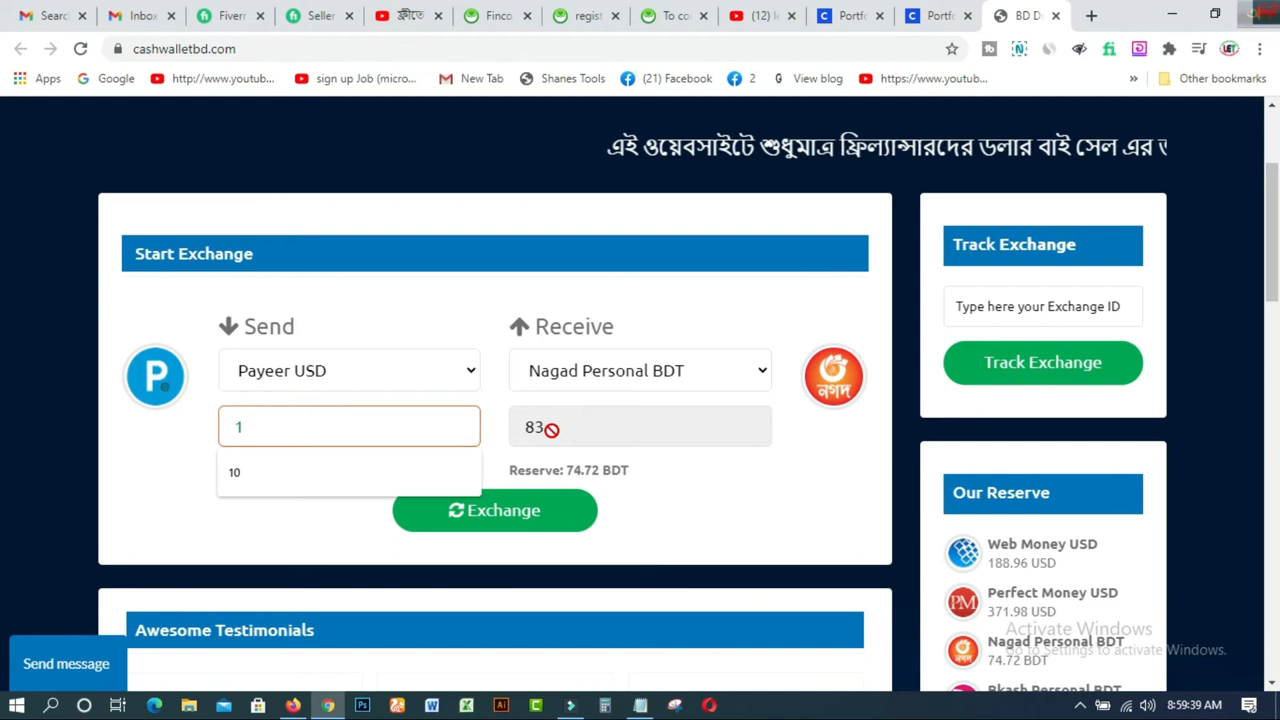 Searc
Inbox
Fiverr
Seller
ফ্রীতে
Finco
regist
To co
(12) I
Portfo
Portfo
BD Do
cashwalletbd.com
Apps
Google
http://www.youtub...
sign up Job (micro...
New Tab
Shanes Tools
(21) Facebook
2
View blog
https://www.youtub...
Other bookmarks
এই ওয়েবসাইটে শুধুমাত্র ফ্রিল্যান্সারদের ডলার বাই সেল এর
Start Exchange
Track Exchange
Send
Receive
Type here your Exchange ID
Payeer USD
Nagad Personal BDT
নগদ
Track Exchange
1
83
10
Reserve: 74.72 BDT
Exchange
Our Reserve
Web Money USD
188.96 USD
Perfect Money USD
371.98 USD
Nagad Personal BDT
74.72 BDT
Bkash Personal BDT
Activate Windows
Go to Settings to activate Windows.
Awesome Testimonials
Send message
8:59:39 AM